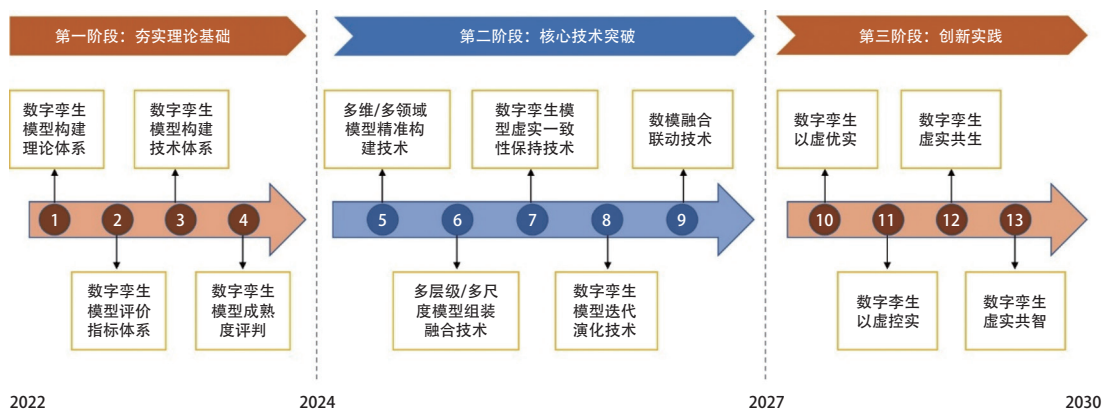 第一阶段：夯实理论基础
第二阶段：核心技术突破
第三阶段：创新实践
数字孪生
模型构建
理论体系
数字孪生
模型构建
技术体系
多维/多领域
模型精准构
建技术
数字孪生模
型虚实一致
性保持技术
数模融合
联动技术
数字孪生
以虚优实
数字孪生
虚实共生
1
2
3
4
5
6
7
8
9
10
11
12
13
数字孪生
模型评价
指标体系
数字孪生
模型成熟
度评判
多层级/多尺
度模型组装
融合技术
数字孪生
模型迭代
演化技术
数字李生
以虚控实
数字孪生
虚实共智
2022
2024
2027
2030